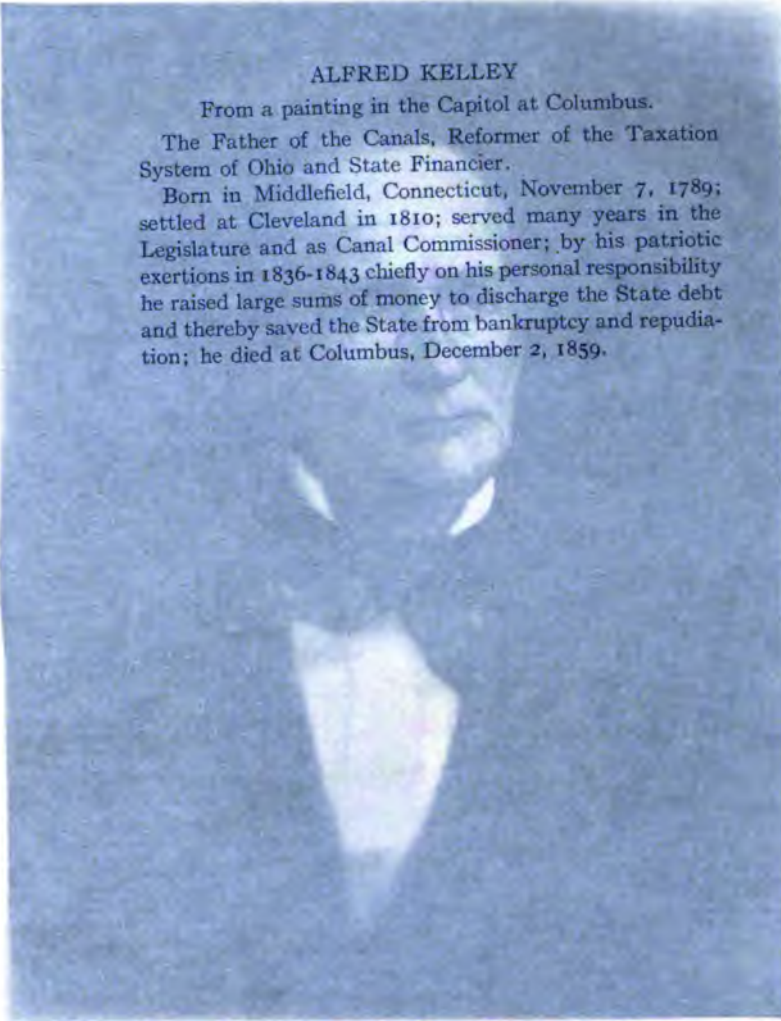 ALFRED KELLEY
From a painting in the Capitol at Columbus.
The Father of the Canals, Reformer of the Taxation
System of Ohio and State Financier.
Born in Middlefield, Connecticut, November 7, 1789;
settled at Cleveland in 1810; served many years in the
Legislature and as Canal Commissioner; by his patriotic
exertions in 1836-1843 chiefly on his personal responsibility
he raised large sums of money to discharge the State debt
and thereby saved the State from bankruptcy and repudia-
tion; he died at Columbus, December 2, 1859.